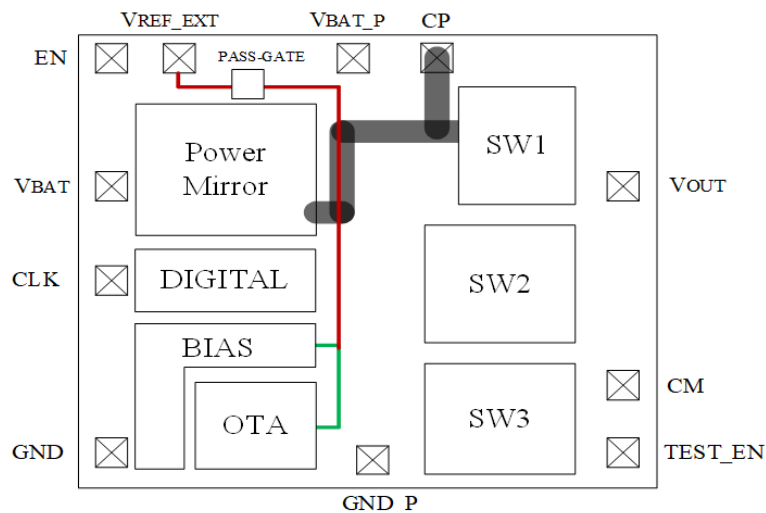 VREF_EXT
VBAT_P
CP
EN
PASS-GATE
Power
Mirror
SW1
VBAT
VOUT
CLK
DIGITAL
SW2
BIAS
CM
OTA
SW3
GND
TEST_EN
GND_P